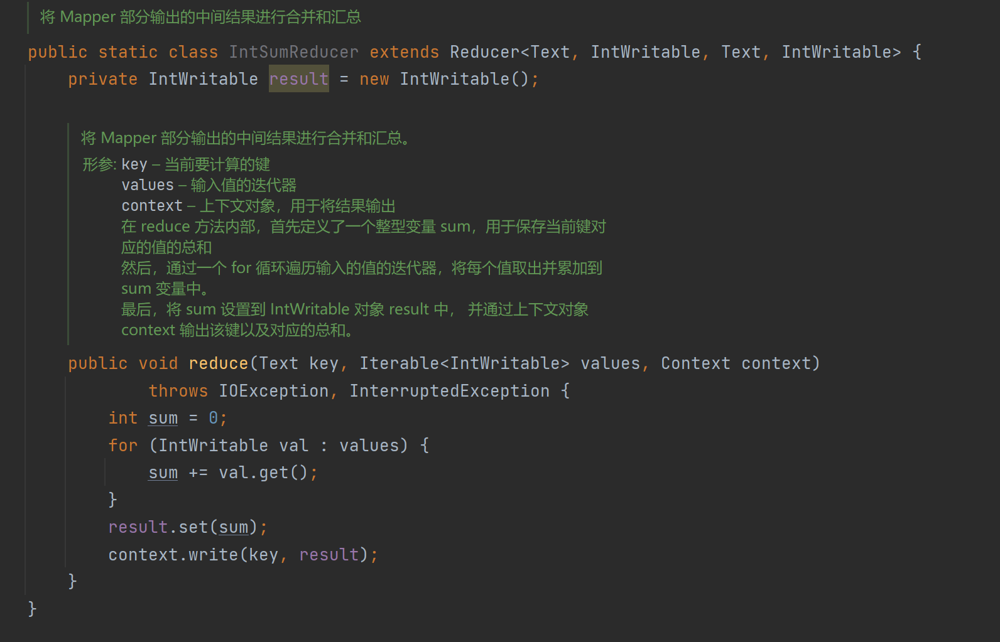 将 Mapper 部分输出的中间结果进行合并和汇总
public static class IntSumReducer extends Reducer<Text, IntWritable, Text, IntWritable> {
    private IntWritable result = new IntWritable();
将 Mapper 部分输出的中间结果进行合并和汇总。
形参: key – 当前要计算的键
values – 输入值的迭代器
context – 上下文对象，用于将结果输出
在 reduce 方法内部，首先定义了一个整型变量 sum，用于保存当前键对
应的值的总和
然后，通过一个 for 循环遍历输入的值的迭代器，将每个值取出并累加到
sum 变量中。
最后，将 sum 设置到 IntWritable 对象 result 中， 并通过上下文对象
context 输出该键以及对应的总和。
    public void reduce(Text key, Iterable<IntWritable> values, Context context)
            throws IOException, InterruptedException {
        int sum = 0;
        for (IntWritable val : values) {
            sum += val.get();
        }
        result.set(sum);
        context.write(key, result);
    }
}